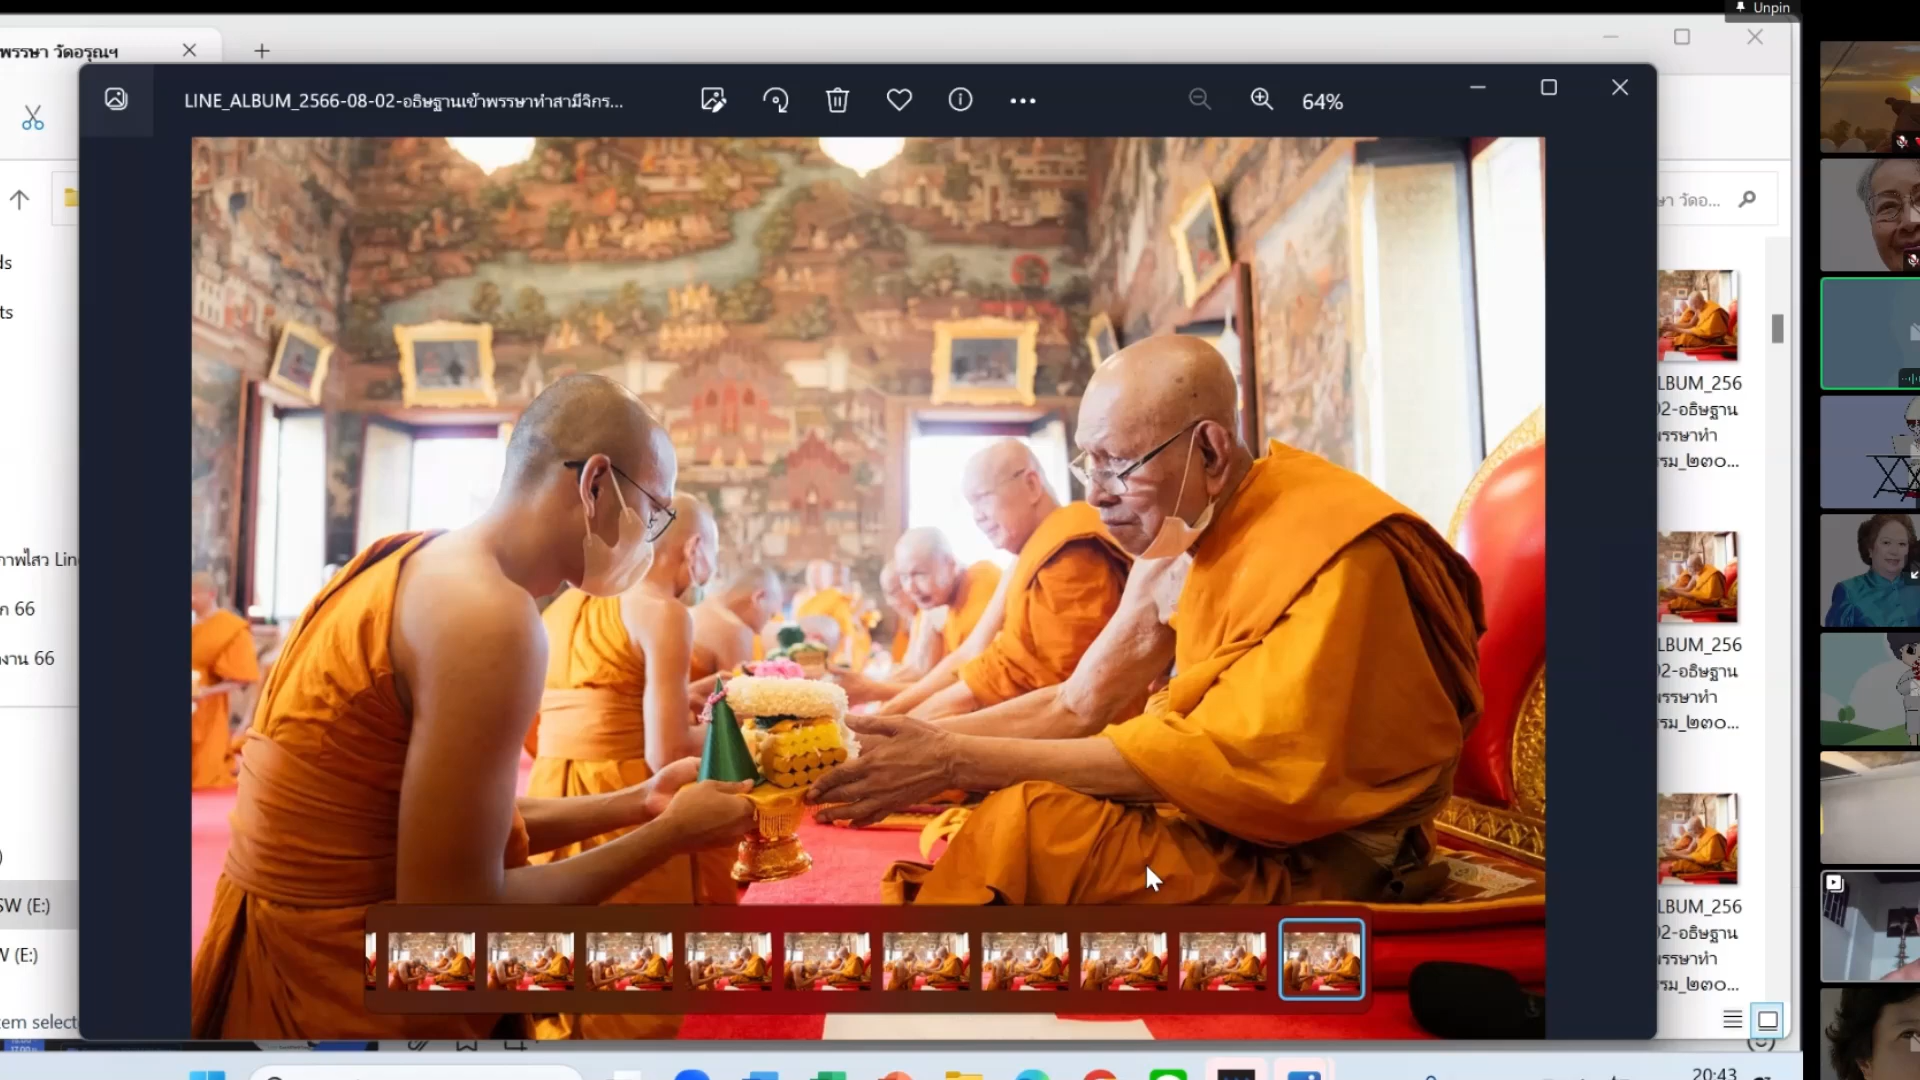 Unpin
พรรษา วัดอรุณฯ
LINE_ALBUM_2566-08-02-อธิษฐานเข้าพรรษาทำสามีจิกร...
64%
ษา วัดอ...
ds
ts
าพไสว Lin
ก 66
งาน 66
SW (E:)
W (E:)
tem select
LBUM_256
02-อธิษฐาน
พรรษาทำ
รม_๒๓๐...
LBUM_256
02-อธิษฐาน
พรรษาทำ
รม_๒๓๐...
LBUM_256
02-อธิษฐาน
พรรษาทำ
รม_๒๓๐...
20:43